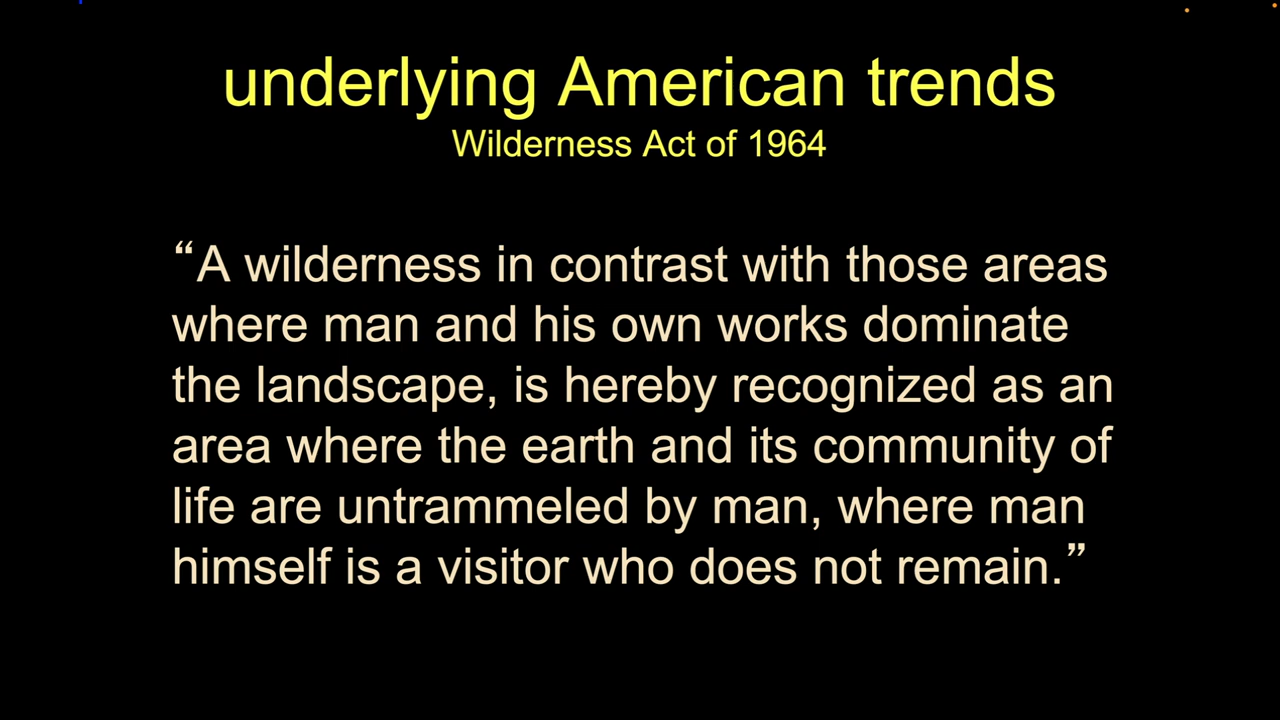 underlying American trends
Wilderness Act of 1964
“A wilderness in contrast with those areas
where man and his own works dominate
the landscape, is hereby recognized as an
area where the earth and its community of
life are untrammeled by man, where man
himself is a visitor who does not remain.”